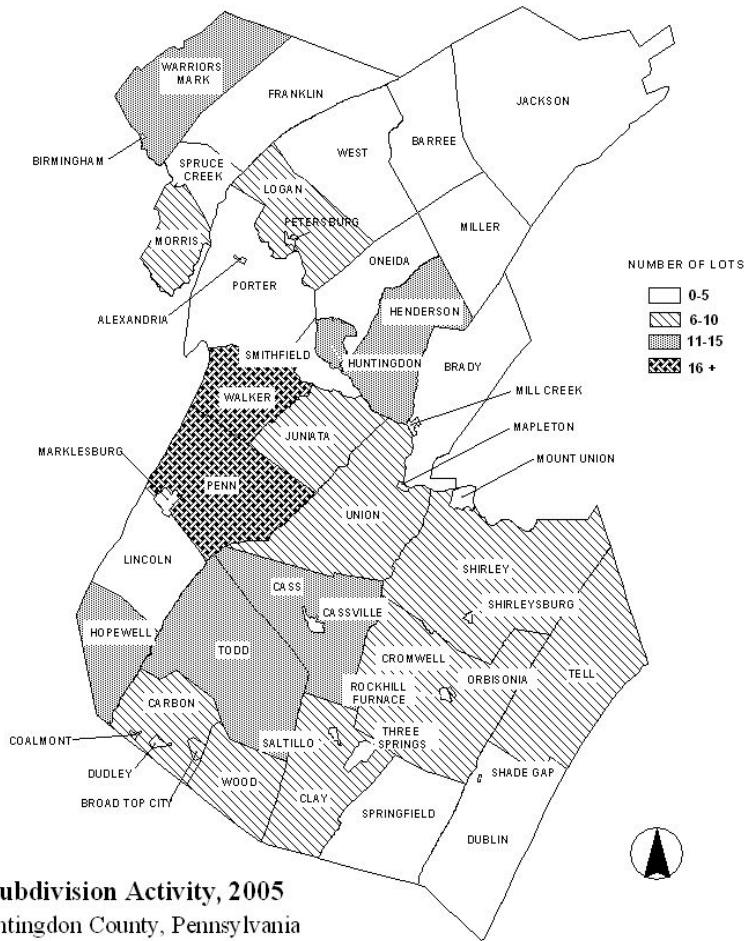 WARRIORS
MARK
FRANKLIN
JACKSON
WEST
BARREE
BIRMINGHAM
SPRUCE
CREEK
LOGAN
PETERSBURG
MILLER
MORRIS
ONEIDA
NUMBER OF LOTS
PORTER
0-5
ALEXANDRIA
HENDERSON
6-10
11-15
SMITHFIELD
HUNTINGDON
BRADY
16 +
WALKER
MILL CREEK
JUNIATA
MAPLETON
MARKLESBURG
MOUNT UNION
PENN
UNION
LINCOLN
SHIRLEY
CASS
SHIRLEYSBURG
CASSVILLE
HOPEWELL
TODD
CROMWELL
TELL
ORBISONIA
ROCKHILL
FURNACE
CARBON
COALMONT
SALTILLO
THREE
SPRINGS
DUDLEY
WOOD
SHADE GAP
BROAD TOP CITY
CLAY
SPRINGFIELD
DUBLIN
ubdivision Activity, 2005
ntingdon County, Pennsylvania